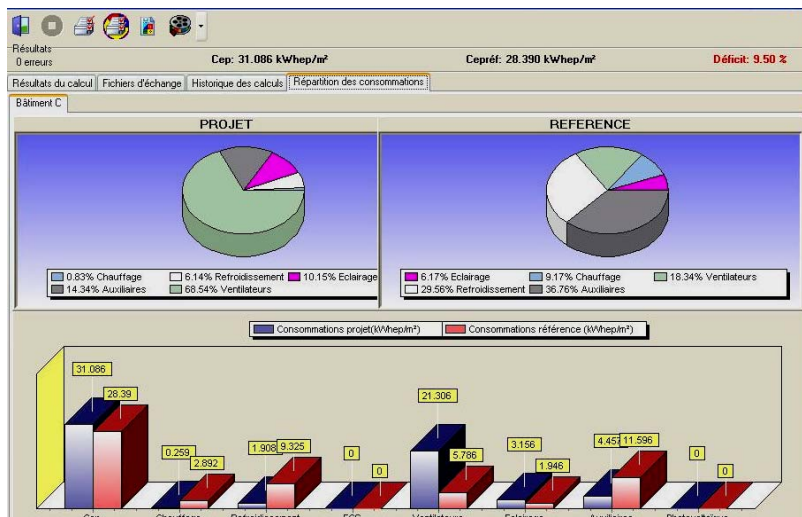 Résultats
0 erreurs
Cep: 31.086 kWhep/m²
Cepréf: 28.390 kWhep/m²
Déficit: 9.50 %
Résultats du calcul
Fichiers d'échange
Historique des calculs
Répartition des consommations
Bâtiment C
PROJET
REFERENCE
0.83% Chauffage
6.14% Refroidissement
10.15% Eclairage
14.34% Auxiliaires
68.54% Ventilateurs
6.17% Eclairage
9.17% Chauffage
18.34% Ventilateurs
29.56% Refroidissement
36.76% Auxiliaires
Consommations projet(kWhep/m²)
Consommations référence (kWhep/m²)
31.086
28.39
0.259
2.892
1.908
9.325
0
0
21.306
5.786
3.156
1.946
4.457
11.596
0
0